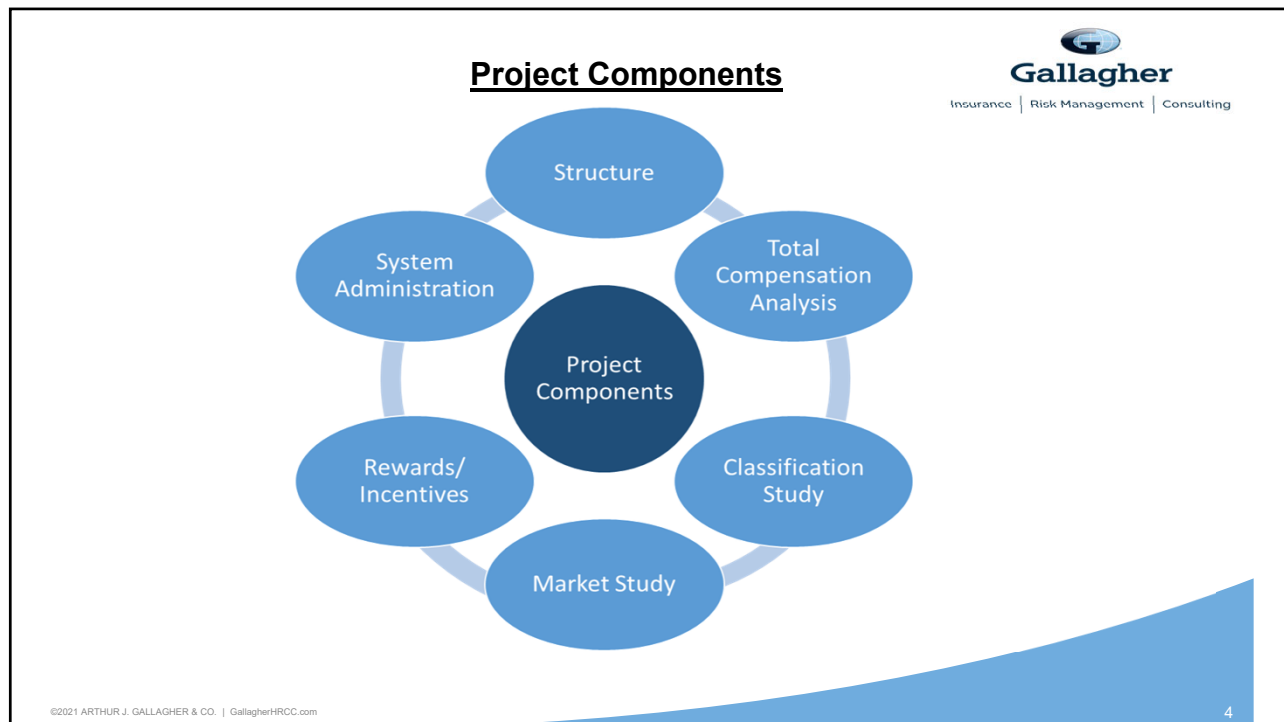 Project Components
Gallagher
Insurance | Risk Management | Consulting
Structure
Total
Compensation
Analysis
Classification
Study
Market Study
Rewards/
Incentives
System
Administration
Project
Components
©2021 ARTHUR J. GALLAGHER & CO. | GallagherHRCC.com
4